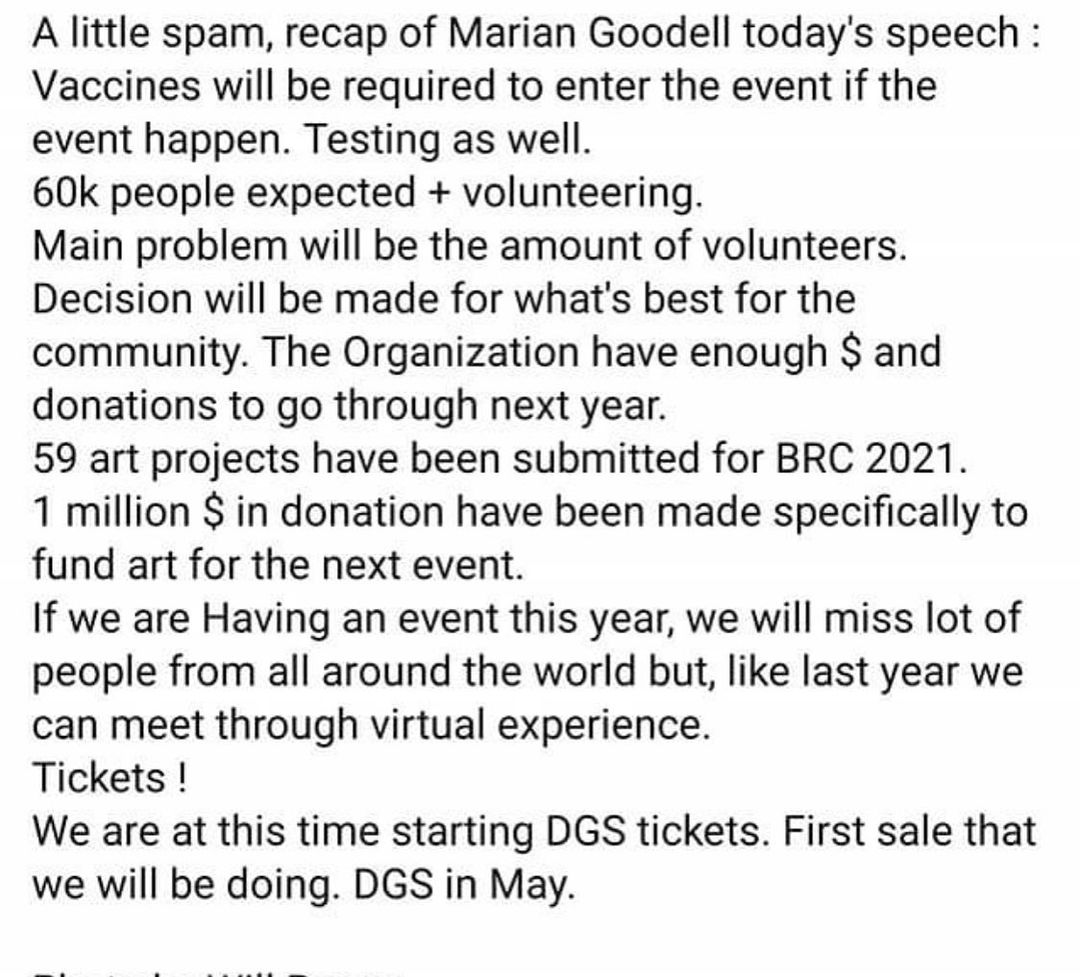 A little spam, recap of Marian Goodell today's speech :
Vaccines will be required to enter the event if the
event happen. Testing as well.
60k people expected + volunteering.
Main problem will be the amount of volunteers.
Decision will be made for what's best for the
community. The Organization have enough $ and
donations to go through next year.
59 art projects have been submitted for BRC 2021.
1 million $ in donation have been made specifically to
fund art for the next event.
If we are Having an event this year, we will miss lot of
people from all around the world but, like last year we
can meet through virtual experience.
Tickets !
We are at this time starting DGS tickets. First sale that
we will be doing. DGS in May.